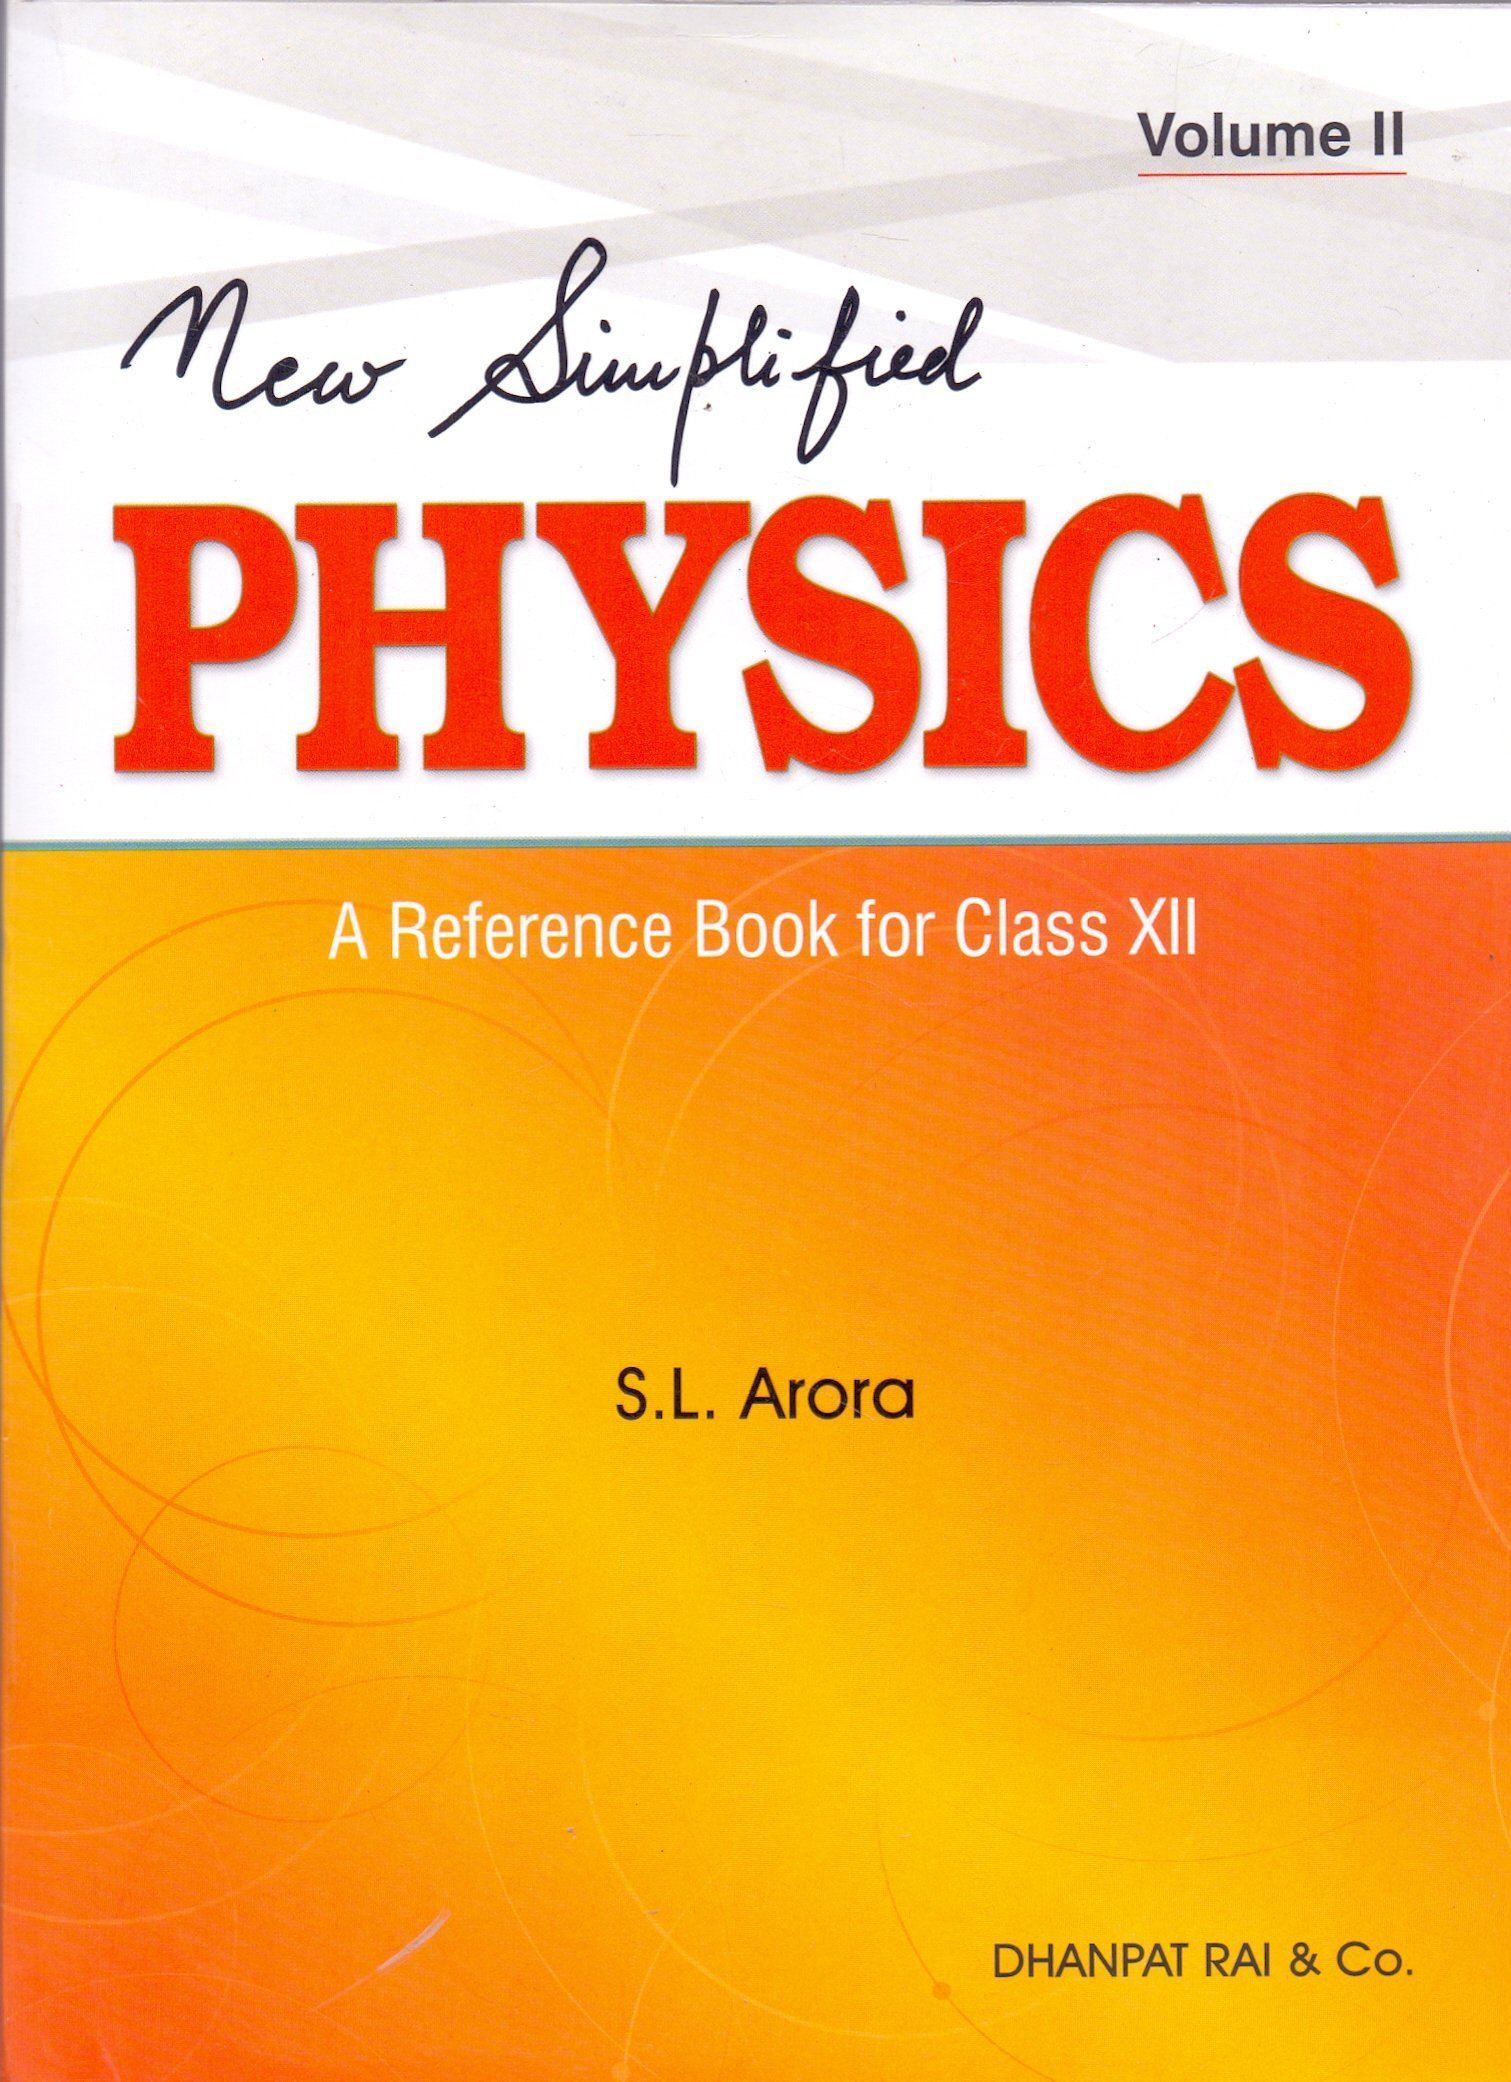 Volume II
New Simplified
PHYSICS
A Reference Book for Class XII
S.L. Arora
DHANPAT RAI & Co.